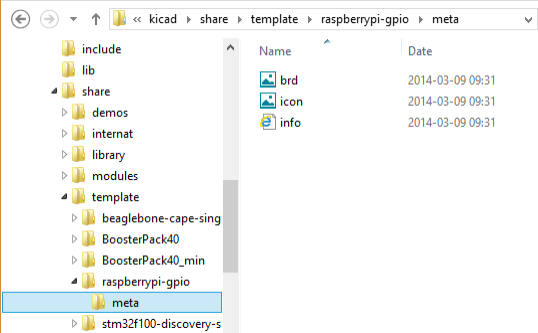 « kicad › share › template › raspberrypi-gpio › meta
include
lib
share
demos
internat
library
modules
template
beaglebone-cape-sing
BoosterPack40
BoosterPack40_min
raspberrypi-gpio
meta
stm32f100-discovery-s
Name Date
brd 2014-03-09 09:31
icon 2014-03-09 09:31
info 2014-03-09 09:31